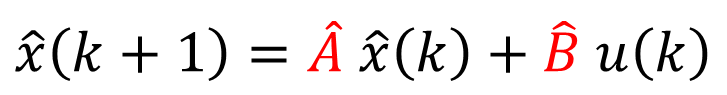 x̂(k + 1) = Â x̂(k) + B̂ u(k)